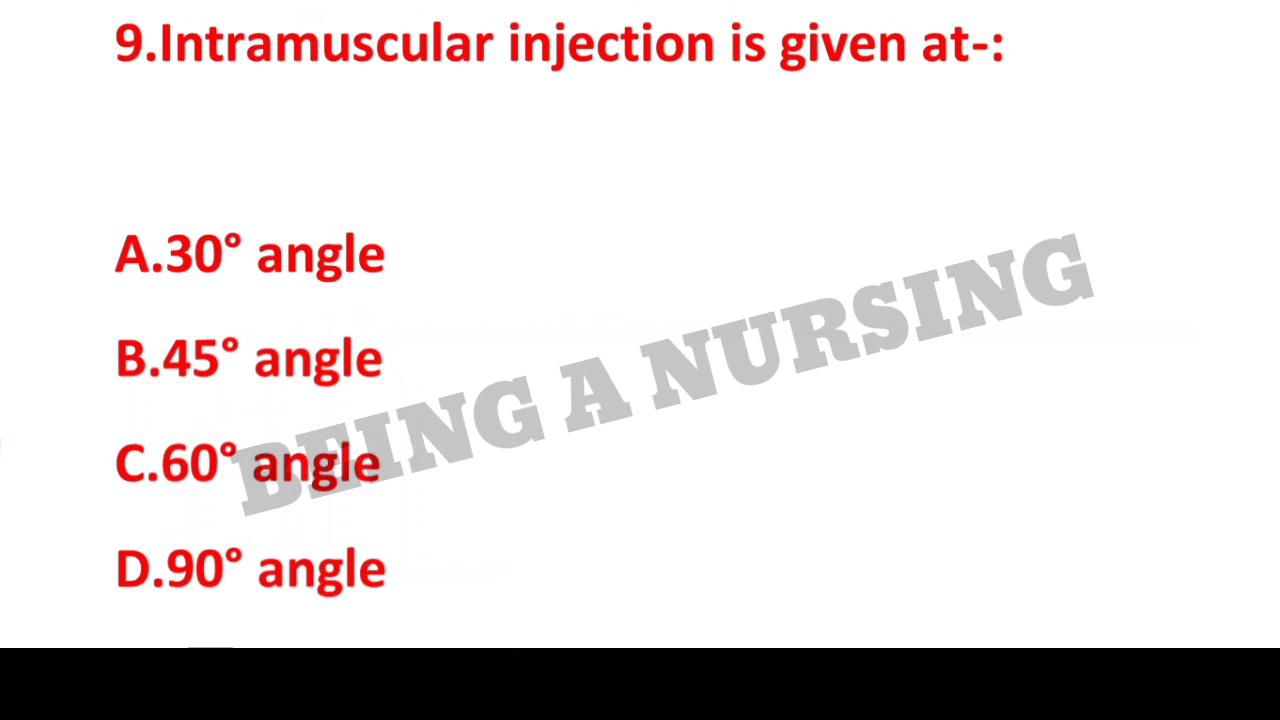 9.Intramuscular injection is given at-:
A.30° angle
B.45° angle
C.60° angle
D.90° angle
BEING A NURSING